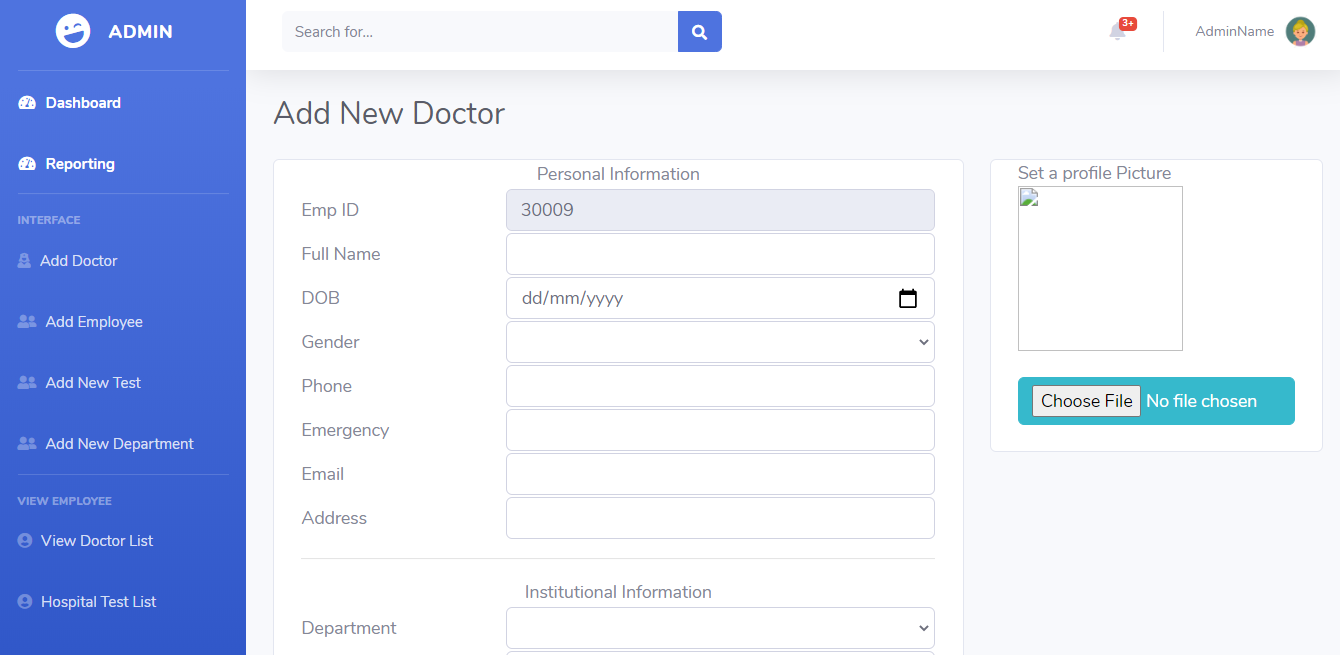 ADMIN
Search for...
3+
AdminName
Dashboard
Reporting
INTERFACE
Add Doctor
Add Employee
Add New Test
Add New Department
VIEW EMPLOYEE
View Doctor List
Hospital Test List
Add New Doctor
Personal Information
Emp ID 30009
Full Name
DOB dd/mm/yyyy
Gender
Phone
Emergency
Email
Address
Institutional Information
Department
Set a profile Picture
Choose File No file chosen